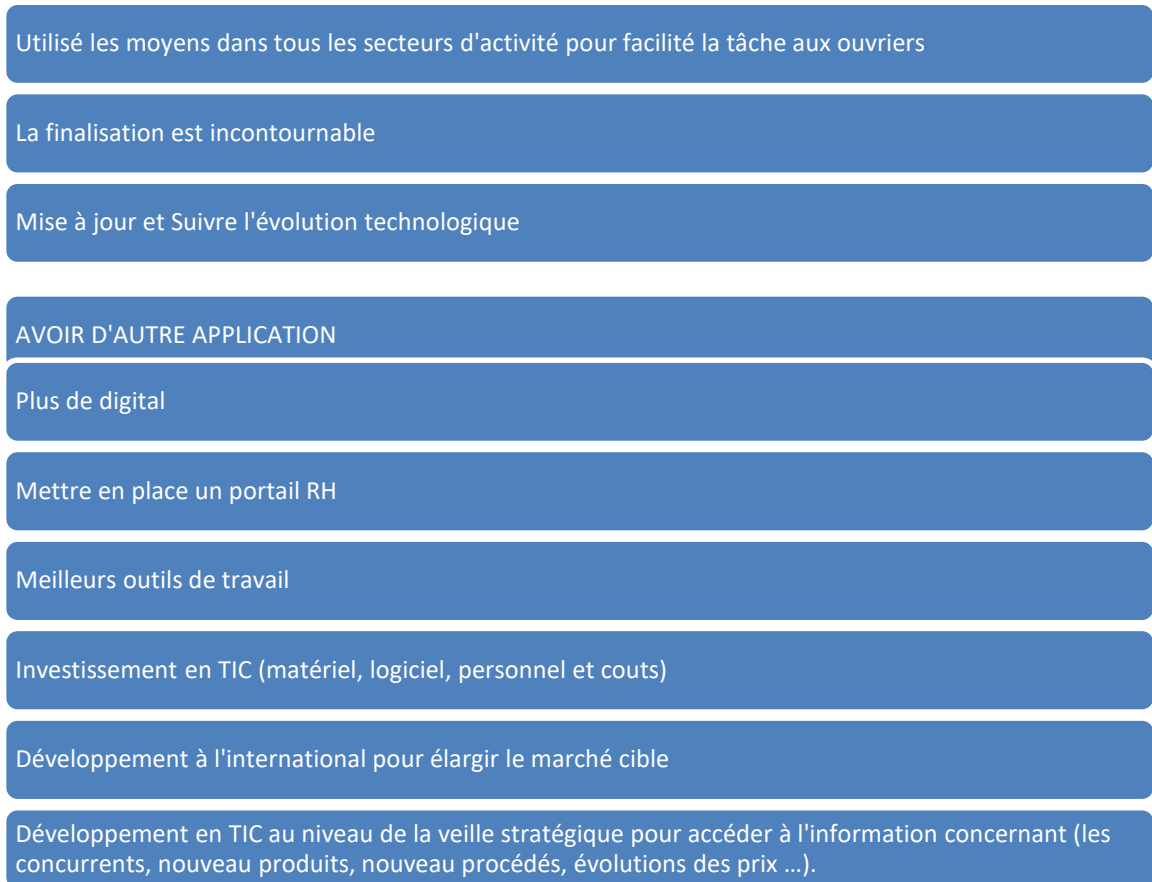 Utilisé les moyens dans tous les secteurs d'activité pour facilité la tâche aux ouvriers
La finalisation est incontournable
Mise à jour et Suivre l'évolution technologique
AVOIR D'AUTRE APPLICATION
Plus de digital
Mettre en place un portail RH
Meilleurs outils de travail
Investissement en TIC (matériel, logiciel, personnel et couts)
Développement à l'international pour élargir le marché cible
Développement en TIC au niveau de la veille stratégique pour accéder à l'information concernant (les
concurrents, nouveau produits, nouveau procédés, évolutions des prix …).